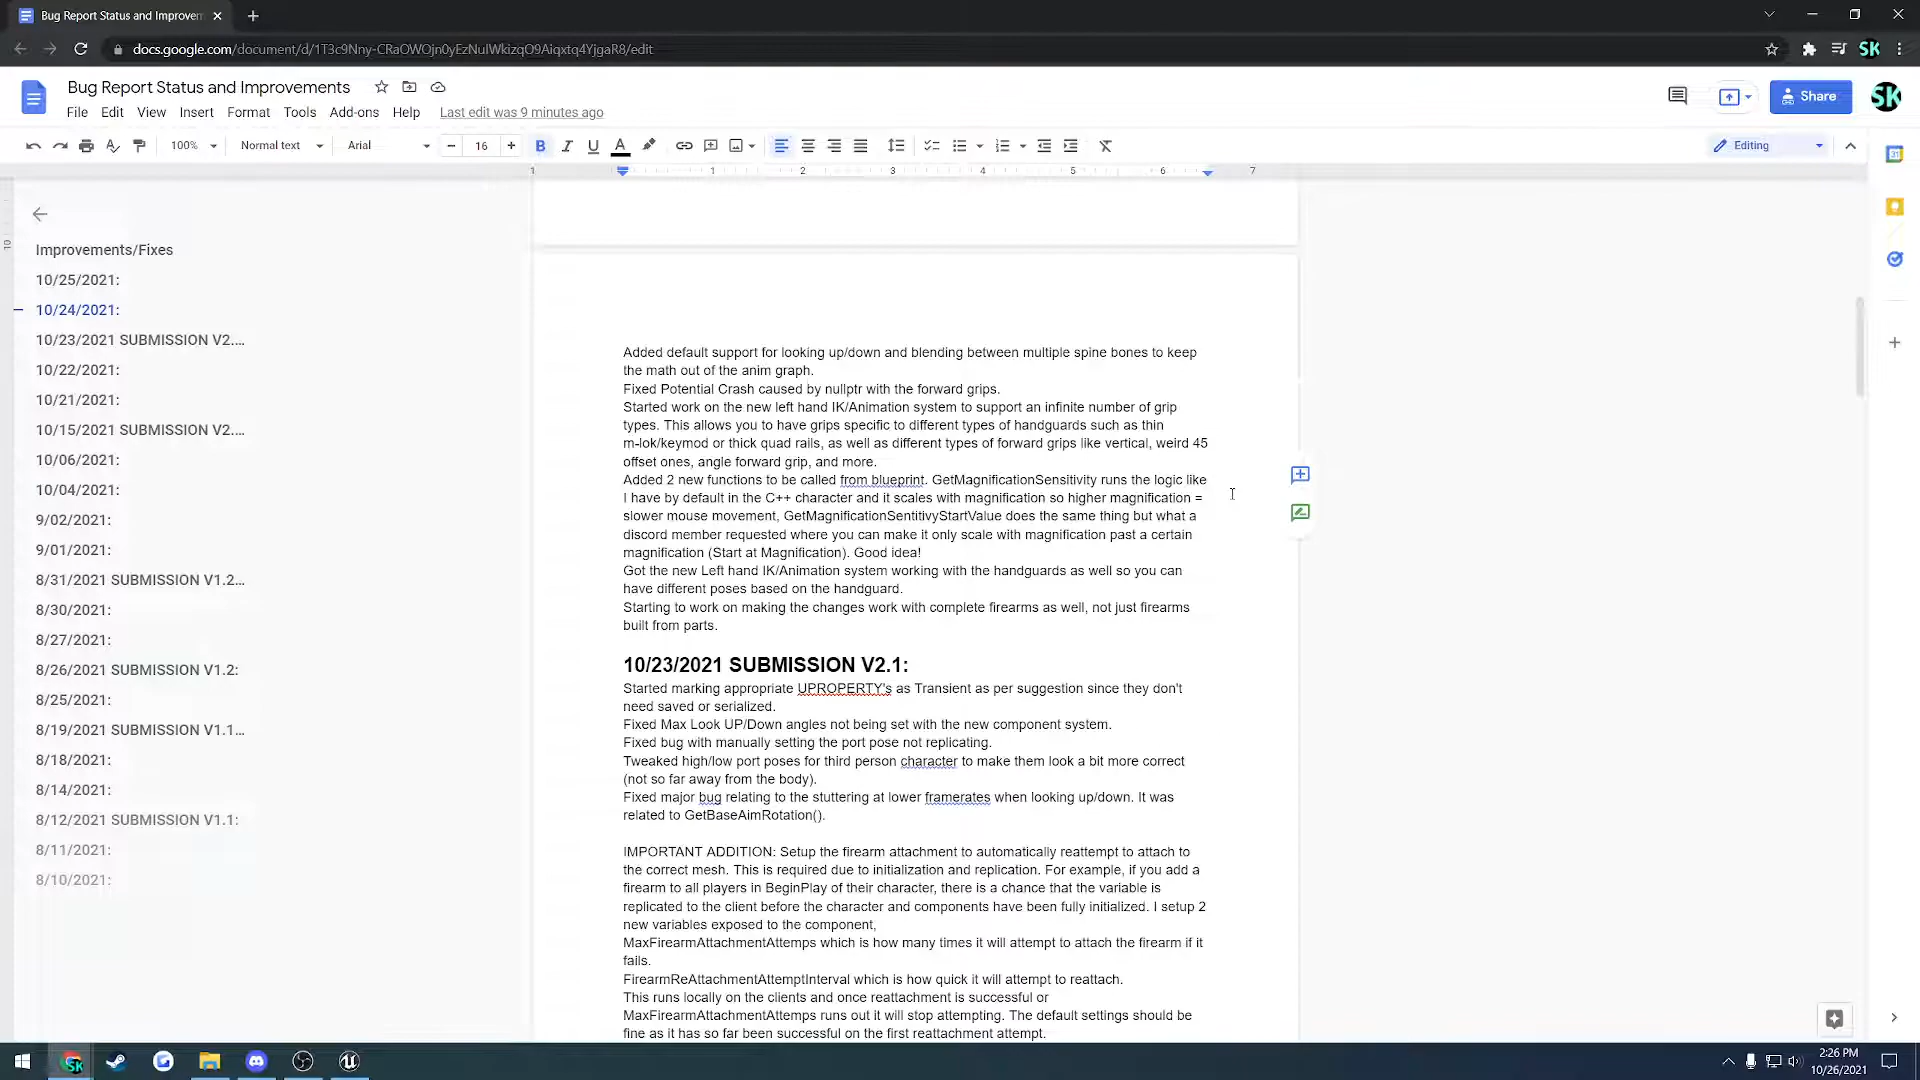 Bug Report Status and Improvem
docs.google.com/document/d/1T3c9Nny-CRaOWOjn0yEzNuIWkizqO9Aiqxtq4YjgaR8/edit
SK
Bug Report Status and Improvements
File Edit View Insert Format Tools Add-ons Help Last edit was 9 minutes ago
Share
SK
100% Normal text Arial 16 B I U A Editing
1 1 2 3 4 5 6 7
10
Improvements/Fixes
10/25/2021:
10/24/2021:
10/23/2021 SUBMISSION V2....
10/22/2021:
10/21/2021:
10/15/2021 SUBMISSION V2....
10/06/2021:
10/04/2021:
9/02/2021:
9/01/2021:
8/31/2021 SUBMISSION V1.2...
8/30/2021:
8/27/2021:
8/26/2021 SUBMISSION V1.2:
8/25/2021:
8/19/2021 SUBMISSION V1.1...
8/18/2021:
8/14/2021:
8/12/2021 SUBMISSION V1.1:
8/11/2021:
8/10/2021:
Added default support for looking up/down and blending between multiple spine bones to keep
the math out of the anim graph.
Fixed Potential Crash caused by nullptr with the forward grips.
Started work on the new left hand IK/Animation system to support an infinite number of grip
types. This allows you to have grips specific to different types of handguards such as thin
m-lok/keymod or thick quad rails, as well as different types of forward grips like vertical, weird 45
offset ones, angle forward grip, and more.
Added 2 new functions to be called from blueprint. GetMagnificationSensitivity runs the logic like
I have by default in the C++ character and it scales with magnification so higher magnification =
slower mouse movement, GetMagnificationSentitivyStartValue does the same thing but what a
discord member requested where you can make it only scale with magnification past a certain
magnification (Start at Magnification). Good idea!
Got the new Left hand IK/Animation system working with the handguards as well so you can
have different poses based on the handguard.
Starting to work on making the changes work with complete firearms as well, not just firearms
built from parts.
10/23/2021 SUBMISSION V2.1:
Started marking appropriate UPROPERTY's as Transient as per suggestion since they don't
need saved or serialized.
Fixed Max Look UP/Down angles not being set with the new component system.
Fixed bug with manually setting the port pose not replicating.
Tweaked high/low port poses for third person character to make them look a bit more correct
(not so far away from the body).
Fixed major bug relating to the stuttering at lower framerates when looking up/down. It was
related to GetBaseAimRotation().
IMPORTANT ADDITION: Setup the firearm attachment to automatically reattempt to attach to
the correct mesh. This is required due to initialization and replication. For example, if you add a
firearm to all players in BeginPlay of their character, there is a chance that the variable is
replicated to the client before the character and components have been fully initialized. I setup 2
new variables exposed to the component,
MaxFirearmAttachmentAttemps which is how many times it will attempt to attach the firearm if it
fails.
FirearmReAttachmentAttemptInterval which is how quick it will attempt to reattach.
This runs locally on the clients and once reattachment is successful or
MaxFirearmAttachmentAttemps runs out it will stop attempting. The default settings should be
fine as it has so far been successful on the first reattachment attempt.
2:26 PM
10/26/2021